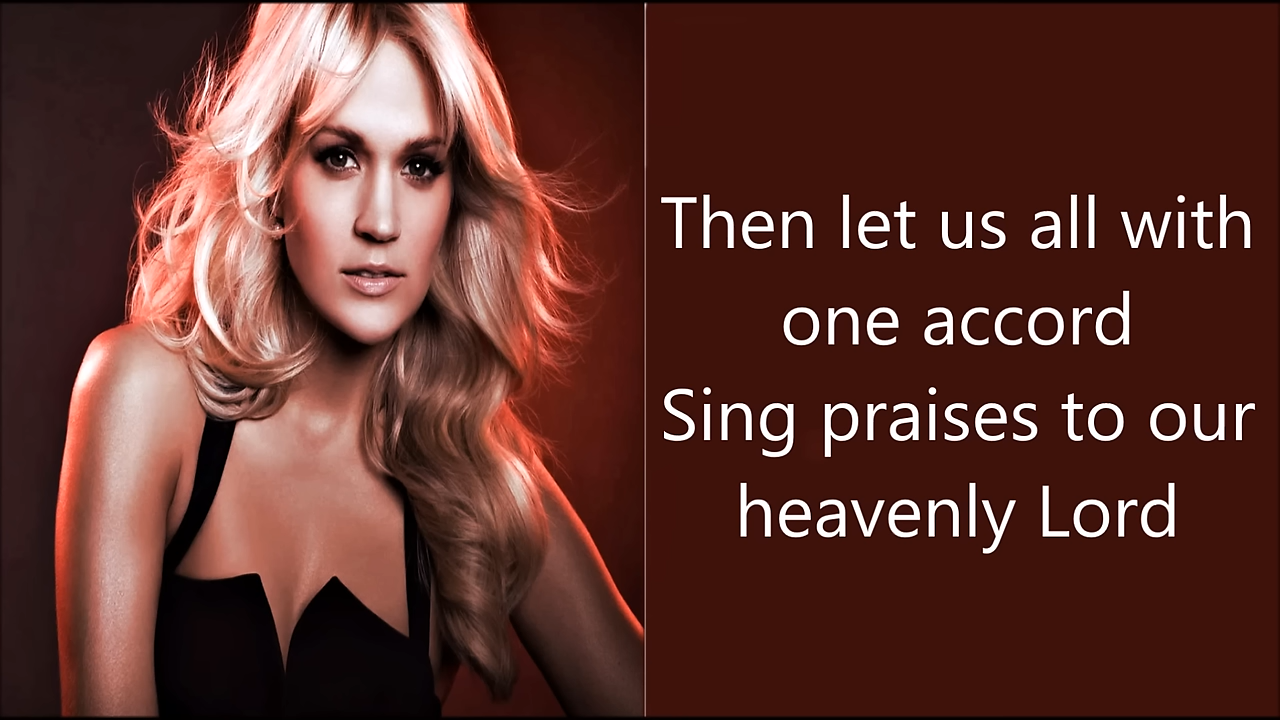 Then let us all with
one accord
Sing praises to our
heavenly Lord